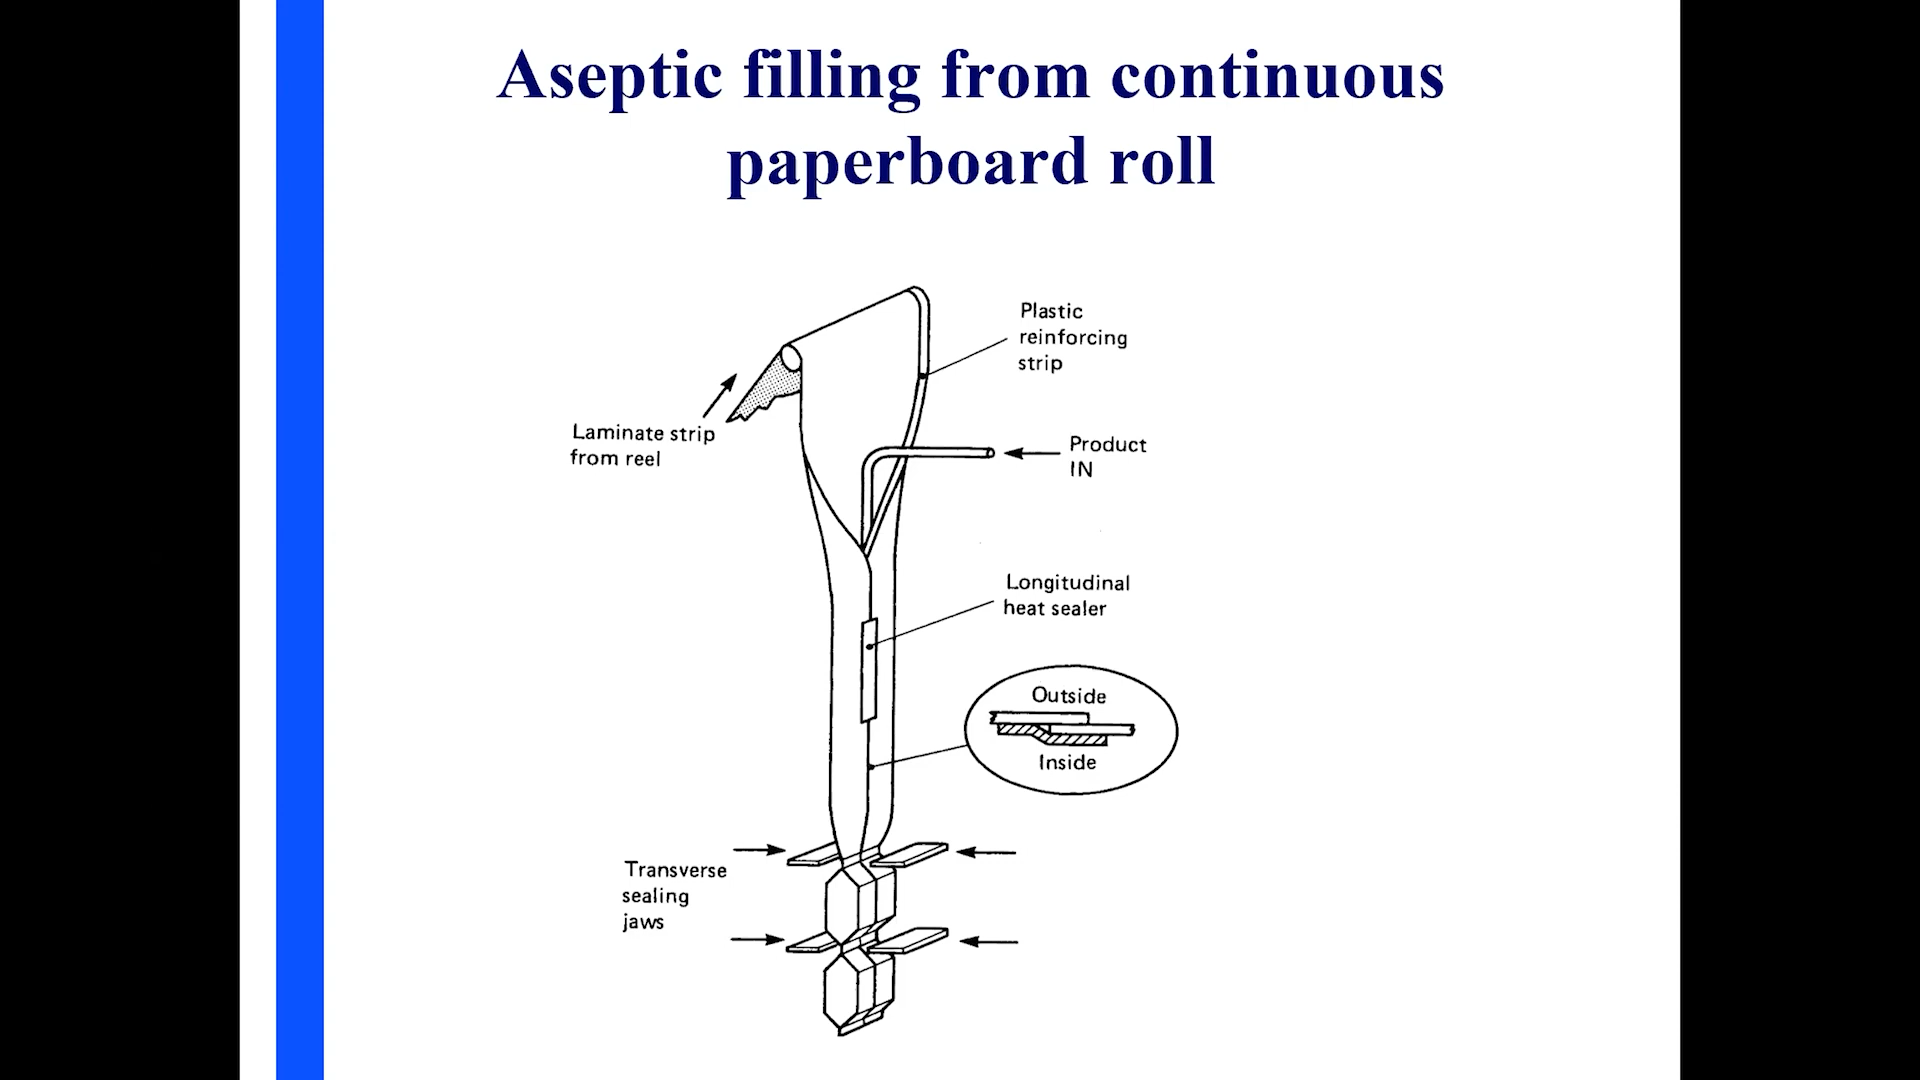 Aseptic filling from continuous
paperboard roll
Plastic
reinforcing
strip
Laminate strip
from reel
Product
IN
Longitudinal
heat sealer
Outside
Inside
Transverse
sealing
jaws